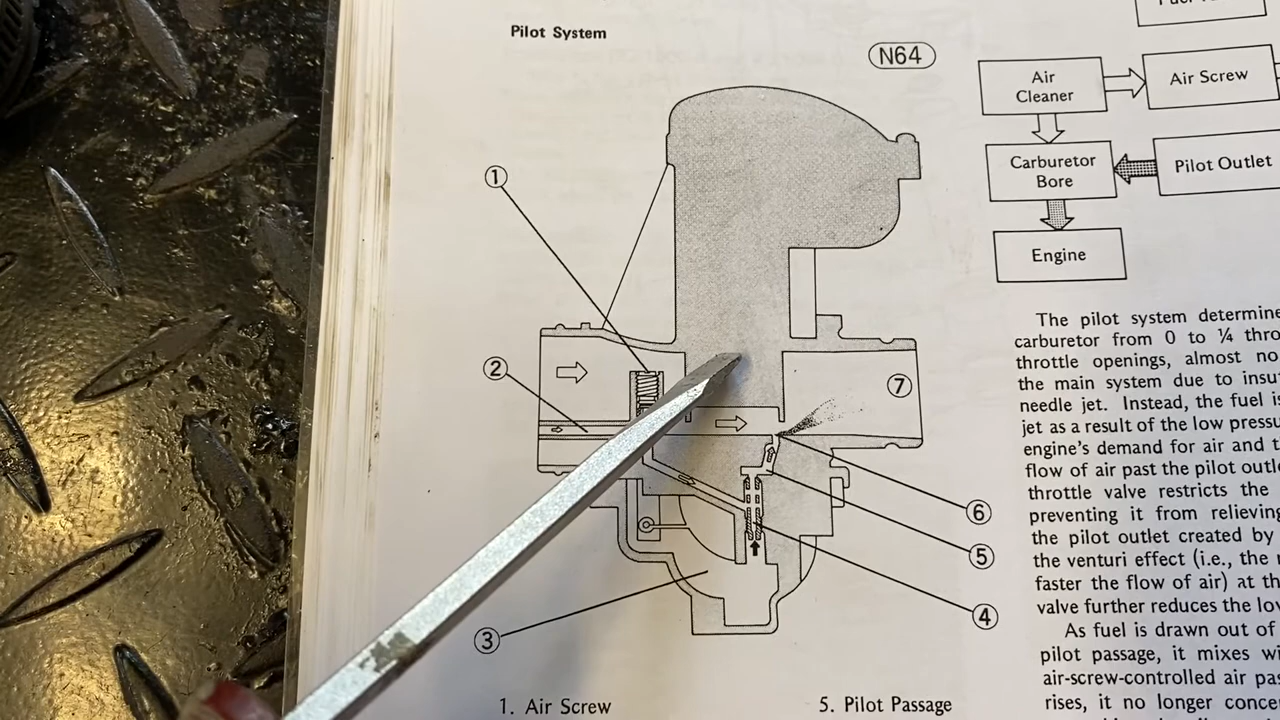 Pilot System
N64
Air
Cleaner
Air Screw
Carburetor
Bore
Pilot Outlet
Engine
1
2
3
4
5
6
7
The pilot system determine
carburetor from 0 to ¼ thro
throttle openings, almost no
the main system due to insu
needle jet. Instead, the fuel is
jet as a result of the low pressu
engine's demand for air and t
flow of air past the pilot outl
throttle valve restricts the
preventing it from relieving
the pilot outlet created by
the venturi effect (i.e., the
faster the flow of air) at th
valve further reduces the lo
As fuel is drawn out of
pilot passage, it mixes wi
air-screw-controlled air pas
rises, it no longer conce
1. Air Screw
5. Pilot Passage